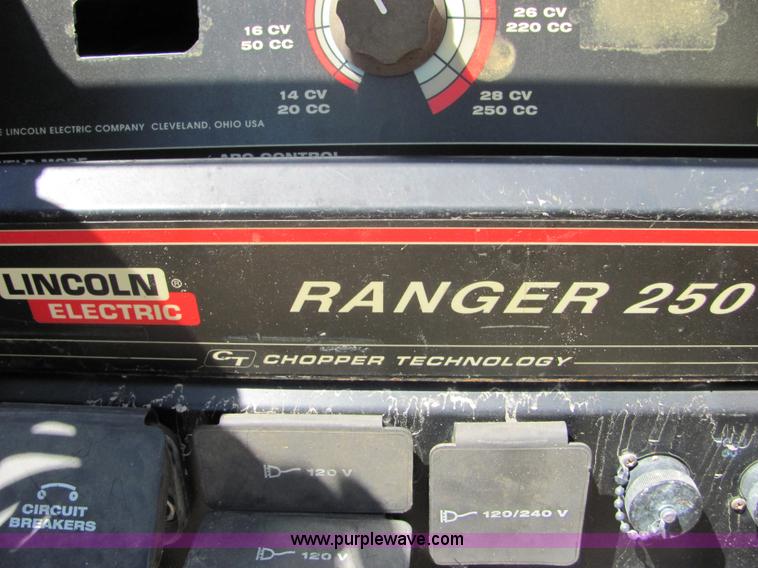 16 CV
50 CC
26 CV
220 CC
14 CV
20 CC
28 CV
250 CC
LINCOLN ELECTRIC COMPANY CLEVELAND, OHIO USA
ARC CONTROL
LINCOLN ®
ELECTRIC
RANGER 250
CT CHOPPER TECHNOLOGY
120 V
CIRCUIT
BREAKERS
120/240 V
120 V
www.purplewave.com